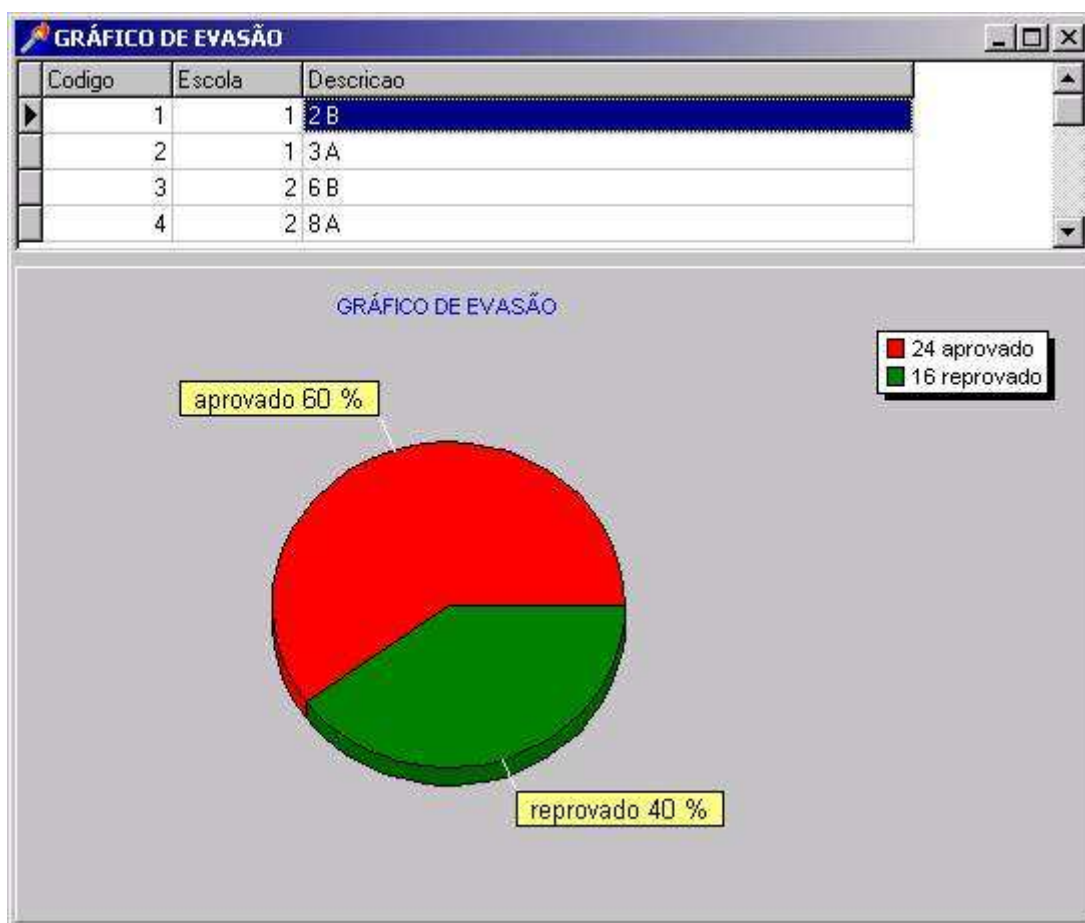 GRÁFICO DE EVASÃO
Codigo Escola Descricao
1 1 2 B
2 1 3 A
3 2 6 B
4 2 8 A
GRÁFICO DE EVASÃO
24 aprovado
16 reprovado
aprovado 60 %
reprovado 40 %